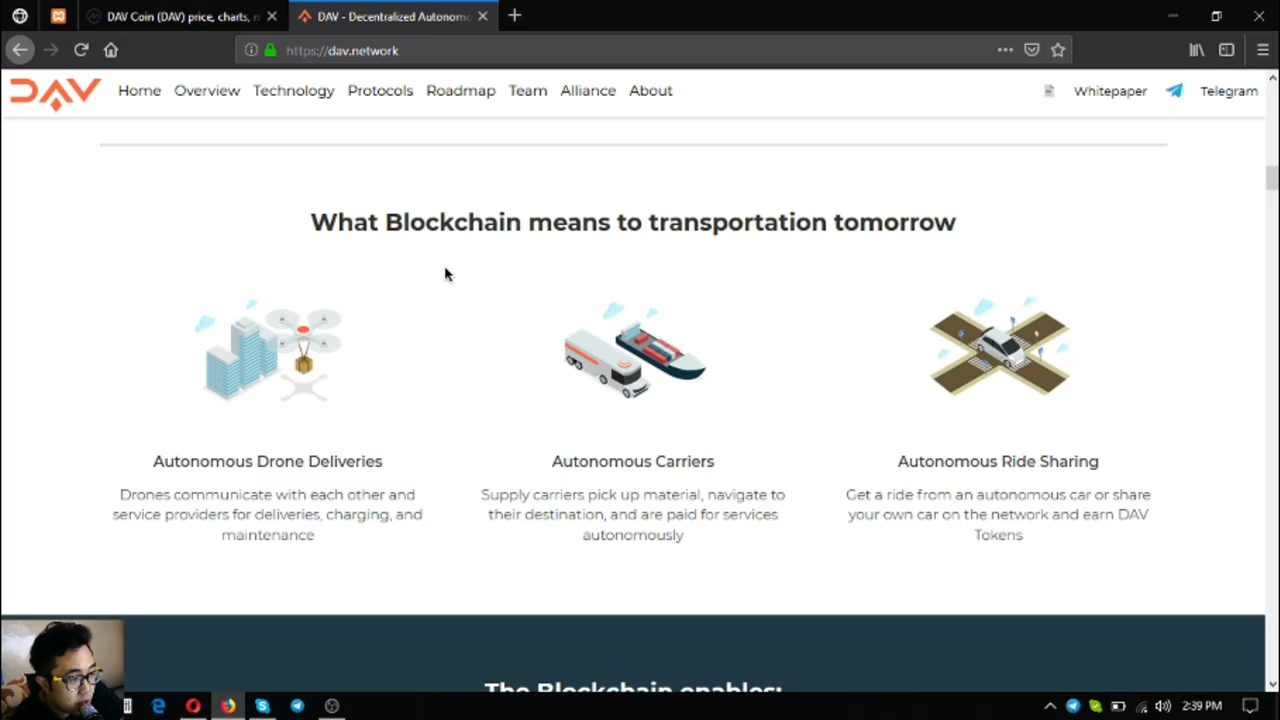 DAV Coin (DAV) price, charts, m
DAV - Decentralized Autonomo
https://dav.network
DAV
Home Overview Technology Protocols Roadmap Team Alliance About Whitepaper Telegram
What Blockchain means to transportation tomorrow
Autonomous Drone Deliveries
Drones communicate with each other and
service providers for deliveries, charging, and
maintenance
Autonomous Carriers
Supply carriers pick up material, navigate to
their destination, and are paid for services
autonomously
Autonomous Ride Sharing
Get a ride from an autonomous car or share
your own car on the network and earn DAV
Tokens
The Blockchain enables:
2:39 PM